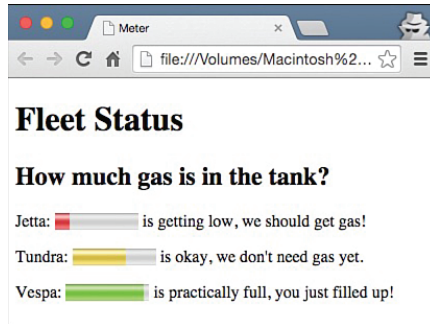 Meter
file:///Volumes/Macintosh%2...
Fleet Status
How much gas is in the tank?
Jetta: is getting low, we should get gas!
Tundra: is okay, we don't need gas yet.
Vespa: is practically full, you just filled up!